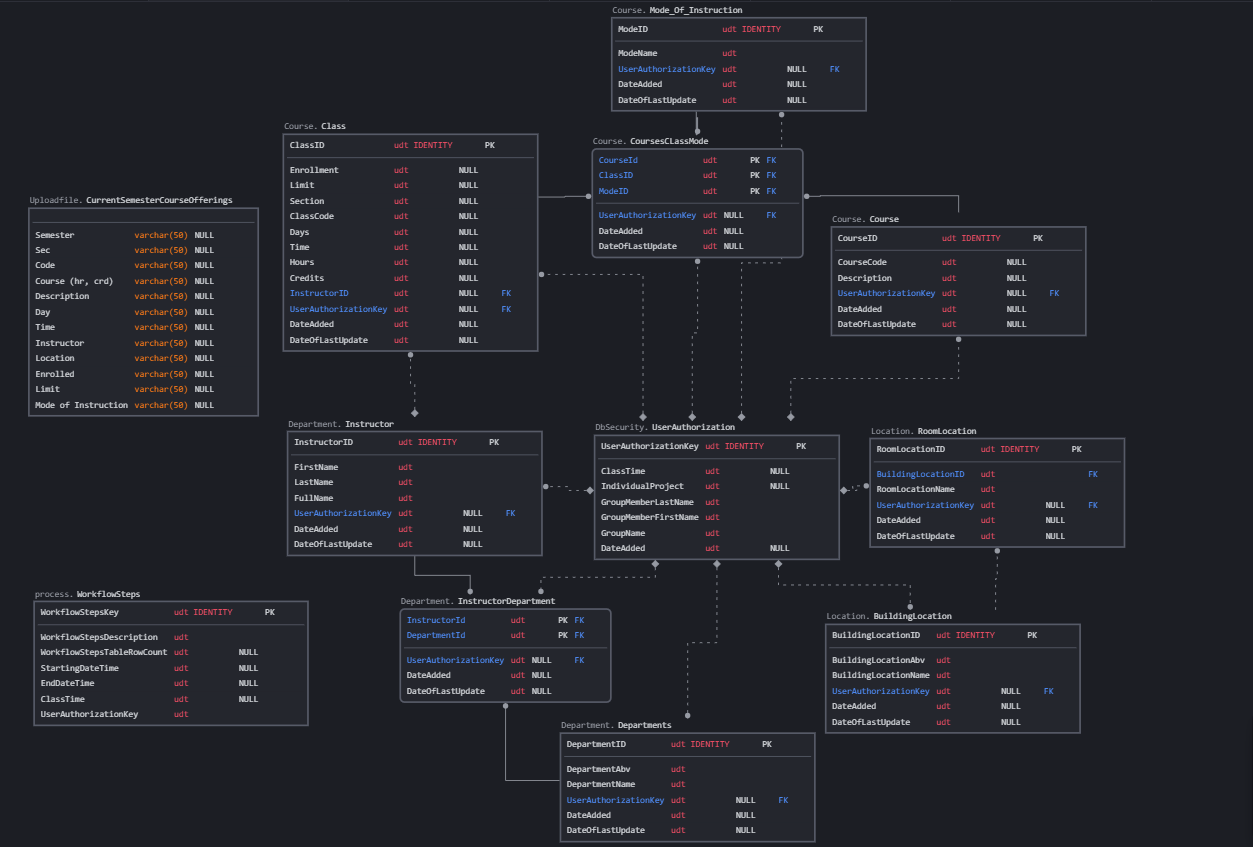 Course. Mode_Of_Instruction
ModeID udt IDENTITY PK
ModeName udt
UserAuthorizationKey udt NULL FK
DateAdded udt NULL
DateOfLastUpdate udt NULL
Course. Class
ClassID udt IDENTITY PK
Enrollment udt NULL
Limit udt NULL
Section udt NULL
ClassCode udt NULL
Days udt NULL
Time udt NULL
Hours udt NULL
Credits udt NULL
InstructorID udt NULL FK
UserAuthorizationKey udt NULL FK
DateAdded udt NULL
DateOfLastUpdate udt NULL
Course. CoursesCLassMode
CourseId udt PK FK
ClassID udt PK FK
ModeID udt PK FK
UserAuthorizationKey udt NULL FK
DateAdded udt NULL
DateOfLastUpdate udt NULL
Uploadfile. CurrentSemesterCourseOfferings
Semester varchar(50) NULL
Sec varchar(50) NULL
Code varchar(50) NULL
Course (hr, crd) varchar(50) NULL
Description varchar(50) NULL
Day varchar(50) NULL
Time varchar(50) NULL
Instructor varchar(50) NULL
Location varchar(50) NULL
Enrolled varchar(50) NULL
Limit varchar(50) NULL
Mode of Instruction varchar(50) NULL
Course. Course
CourseID udt IDENTITY PK
CourseCode udt NULL
Description udt NULL
UserAuthorizationKey udt NULL FK
DateAdded udt NULL
DateOfLastUpdate udt NULL
Department. Instructor
InstructorID udt IDENTITY PK
FirstName udt
LastName udt
FullName udt
UserAuthorizationKey udt NULL FK
DateAdded udt NULL
DateOfLastUpdate udt NULL
DbSecurity. UserAuthorization
UserAuthorizationKey udt IDENTITY PK
ClassTime udt NULL
IndividualProject udt NULL
GroupMemberLastName udt
GroupMemberFirstName udt
GroupName udt
DateAdded udt NULL
Location. RoomLocation
RoomLocationID udt IDENTITY PK
BuildingLocationID udt FK
RoomLocationName udt
UserAuthorizationKey udt NULL FK
DateAdded udt NULL
DateOfLastUpdate udt NULL
process. WorkflowSteps
WorkflowStepsKey udt IDENTITY PK
WorkflowStepsDescription udt
WorkflowStepsTableRowCount udt NULL
StartingDateTime udt NULL
EndDateTime udt NULL
ClassTime udt NULL
UserAuthorizationKey udt
Department. InstructorDepartment
InstructorId udt PK FK
DepartmentId udt PK FK
UserAuthorizationKey udt NULL FK
DateAdded udt NULL
DateOfLastUpdate udt NULL
Location. BuildingLocation
BuildingLocationID udt IDENTITY PK
BuildingLocationAbv udt
BuildingLocationName udt
UserAuthorizationKey udt NULL FK
DateAdded udt NULL
DateOfLastUpdate udt NULL
Department. Departments
DepartmentID udt IDENTITY PK
DepartmentAbv udt
DepartmentName udt
UserAuthorizationKey udt NULL FK
DateAdded udt NULL
DateOfLastUpdate udt NULL